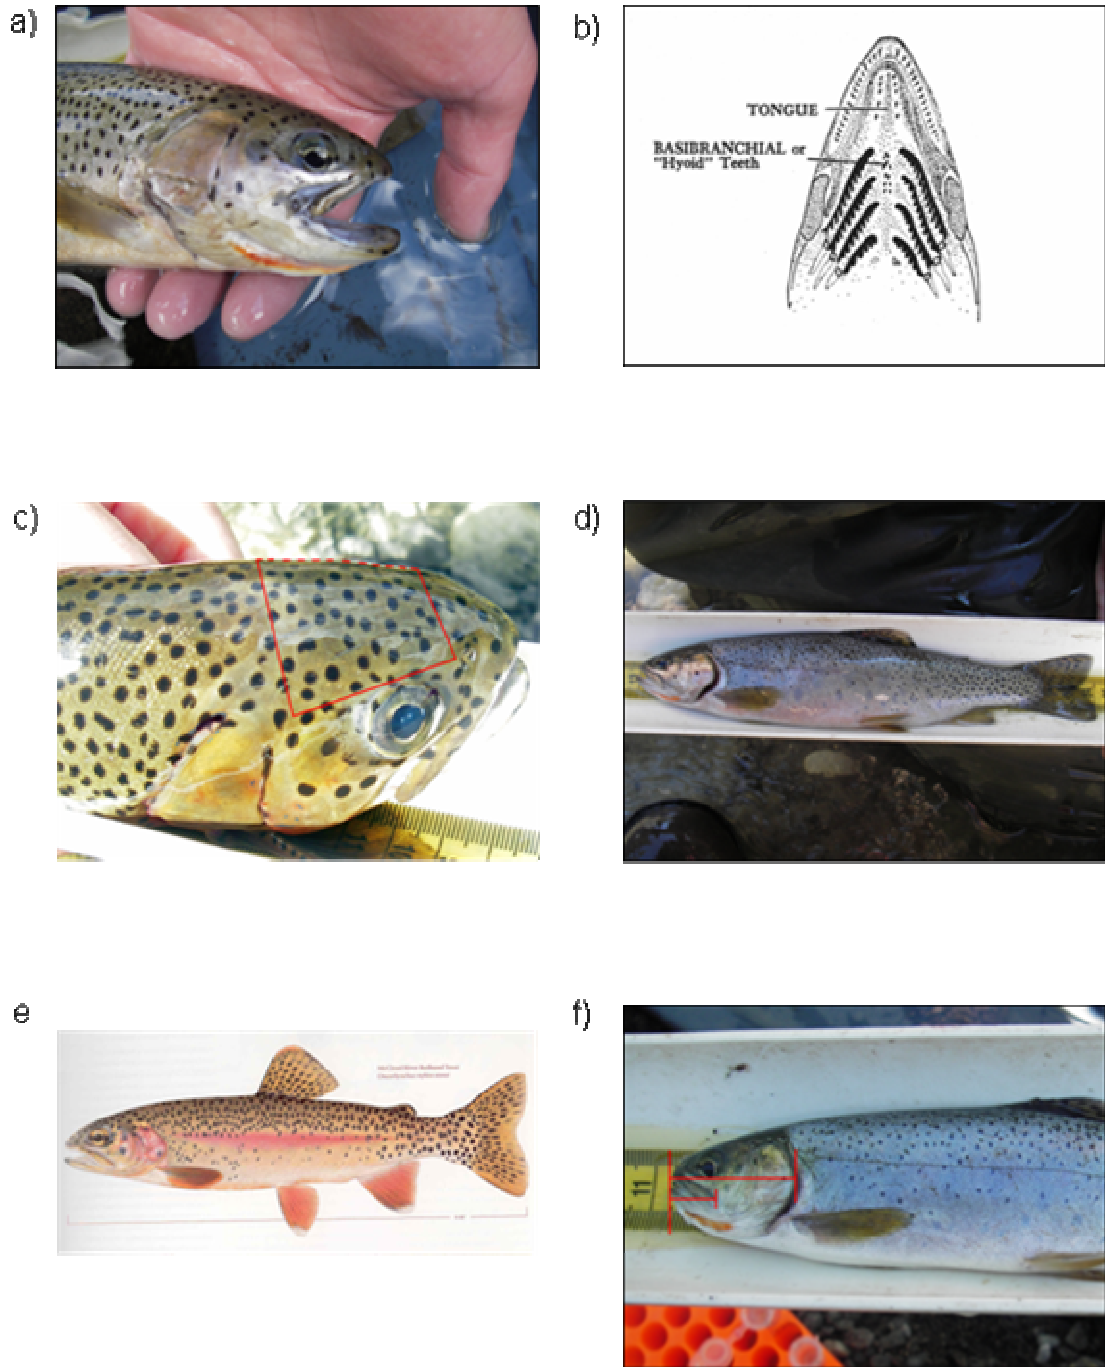 a)
b)
TONGUE
BASIBRANCHIAL or
"Hyoid" Teeth
c)
d)
e
f)
11